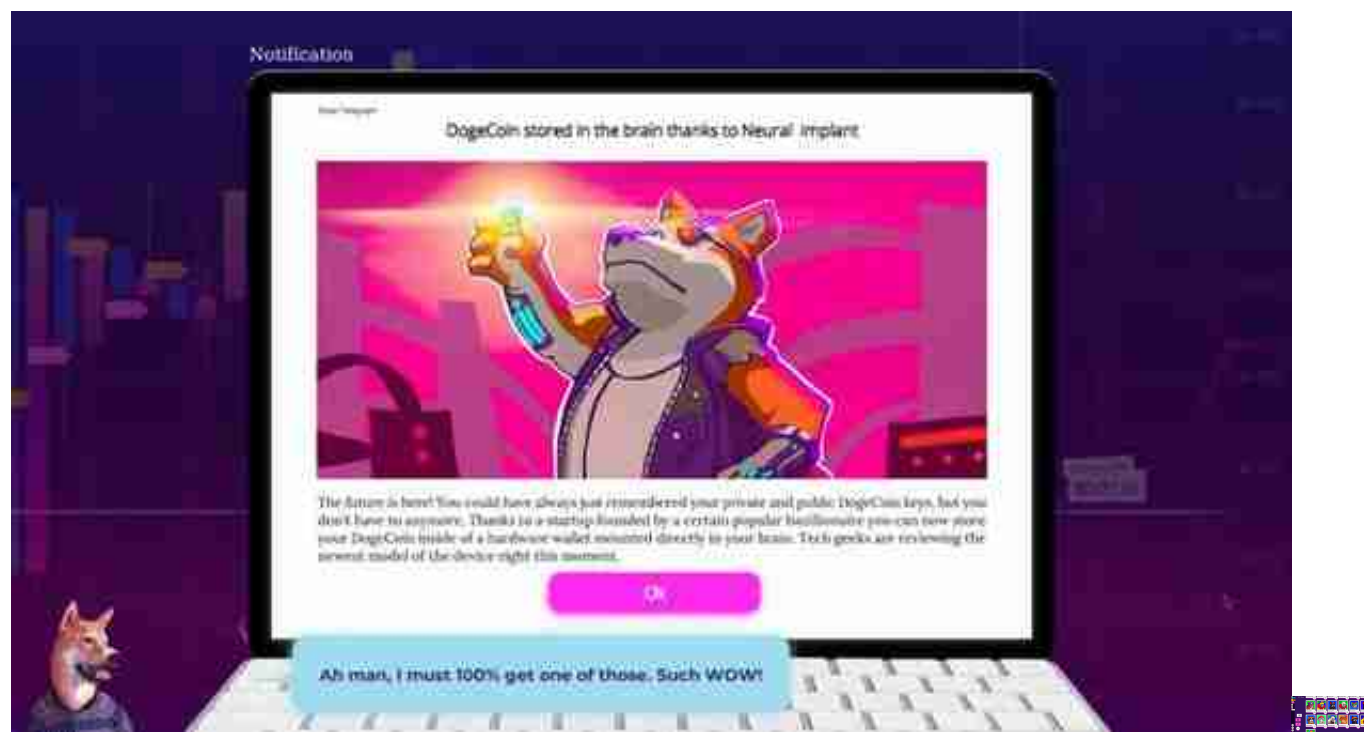 Notification
DogeCoin stored in the brain thanks to Neural implant
The future is here! You could have always just remembered your private and public DogeCoin keys, but you
don't have to anymore. Thanks to a startup founded by a certain popular bazillionaire you can now store
your DogeCoin inside of a hardware wallet mounted directly in your brain. Tech geeks are reviewing the
newest model of the device right this moment.
Ok
Ah man, I must 100% get one of those. Such WOW!